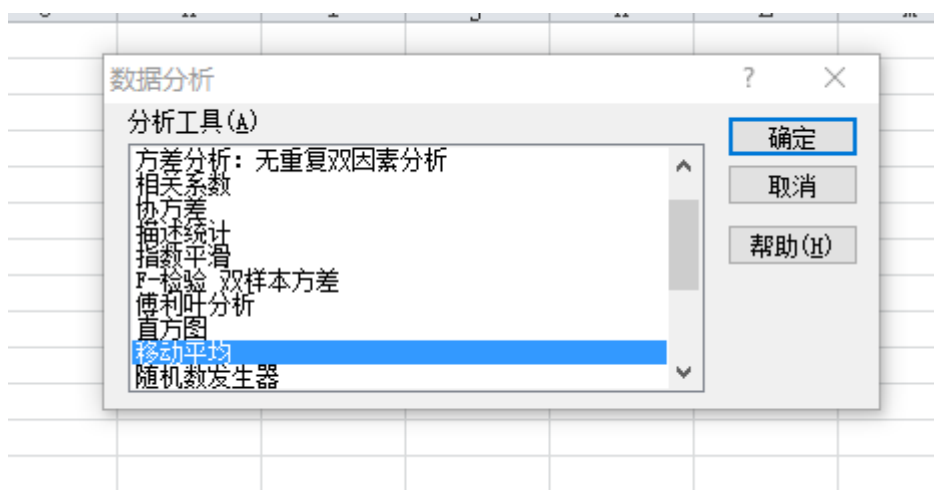 数据分析
?
分析工具(A)
方差分析：无重复双因素分析
相关系数
协方差
描述统计
指数平滑
F-检验 双样本方差
傅利叶分析
直方图
移动平均
随机数发生器
确定
取消
帮助(H)